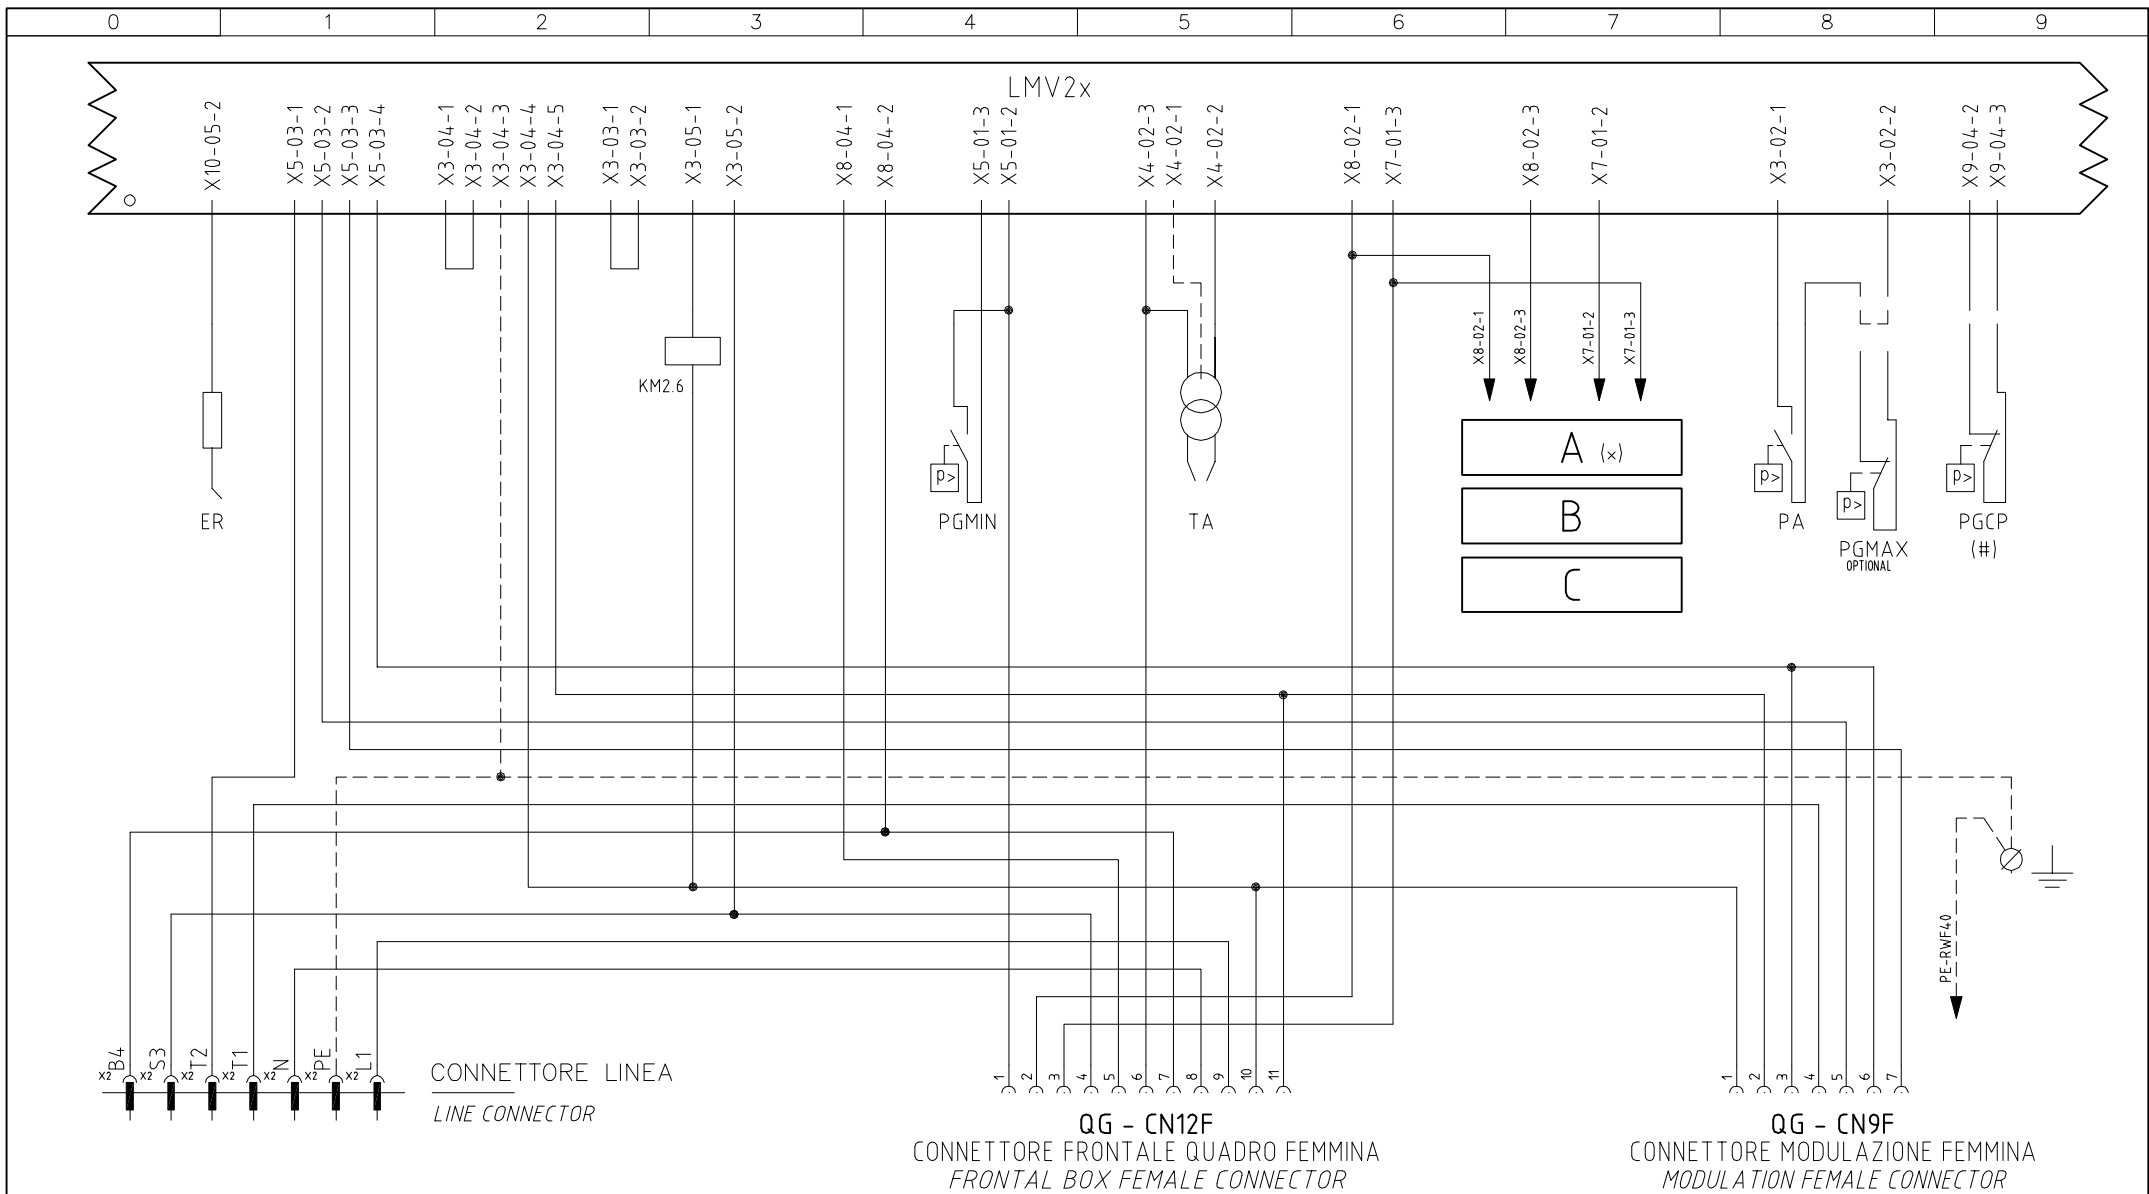 0 1 2 3 4 5 6 7 8 9
LMV2x
X10-05-2
X5-03-1
X5-03-2
X5-03-3
X5-03-4
X3-04-1
X3-04-2
X3-04-3
X3-04-4
X3-04-5
X3-03-1
X3-03-2
X3-05-1
X3-05-2
X8-04-1
X8-04-2
X5-01-3
X5-01-2
X4-02-3
X4-02-1
X4-02-2
X8-02-1
X7-01-3
X8-02-3
X7-01-2
X3-02-1
X3-02-2
X9-04-2
X9-04-3
X8-02-1
X8-02-3
X7-01-2
X7-01-3
KM2.6
A (x)
B
C
p>
p>
p>
p>
ER
PGMIN
TA
PA
PGMAX
OPTIONAL
PGCP
(#)
PE-RWF40
X2 B4
X2 S3
X2 T2
X2 T1
X2 N
X2 PE
X2 L1
CONNETTORE LINEA
LINE CONNECTOR
1 2 3 4 5 6 7 8 9 10 11
QG - CN12F
CONNETTORE FRONTALE QUADRO FEMMINA
FRONTAL BOX FEMALE CONNECTOR
1 2 3 4 5 6 7
QG - CN9F
CONNETTORE MODULAZIONE FEMMINA
MODULATION FEMALE CONNECTOR